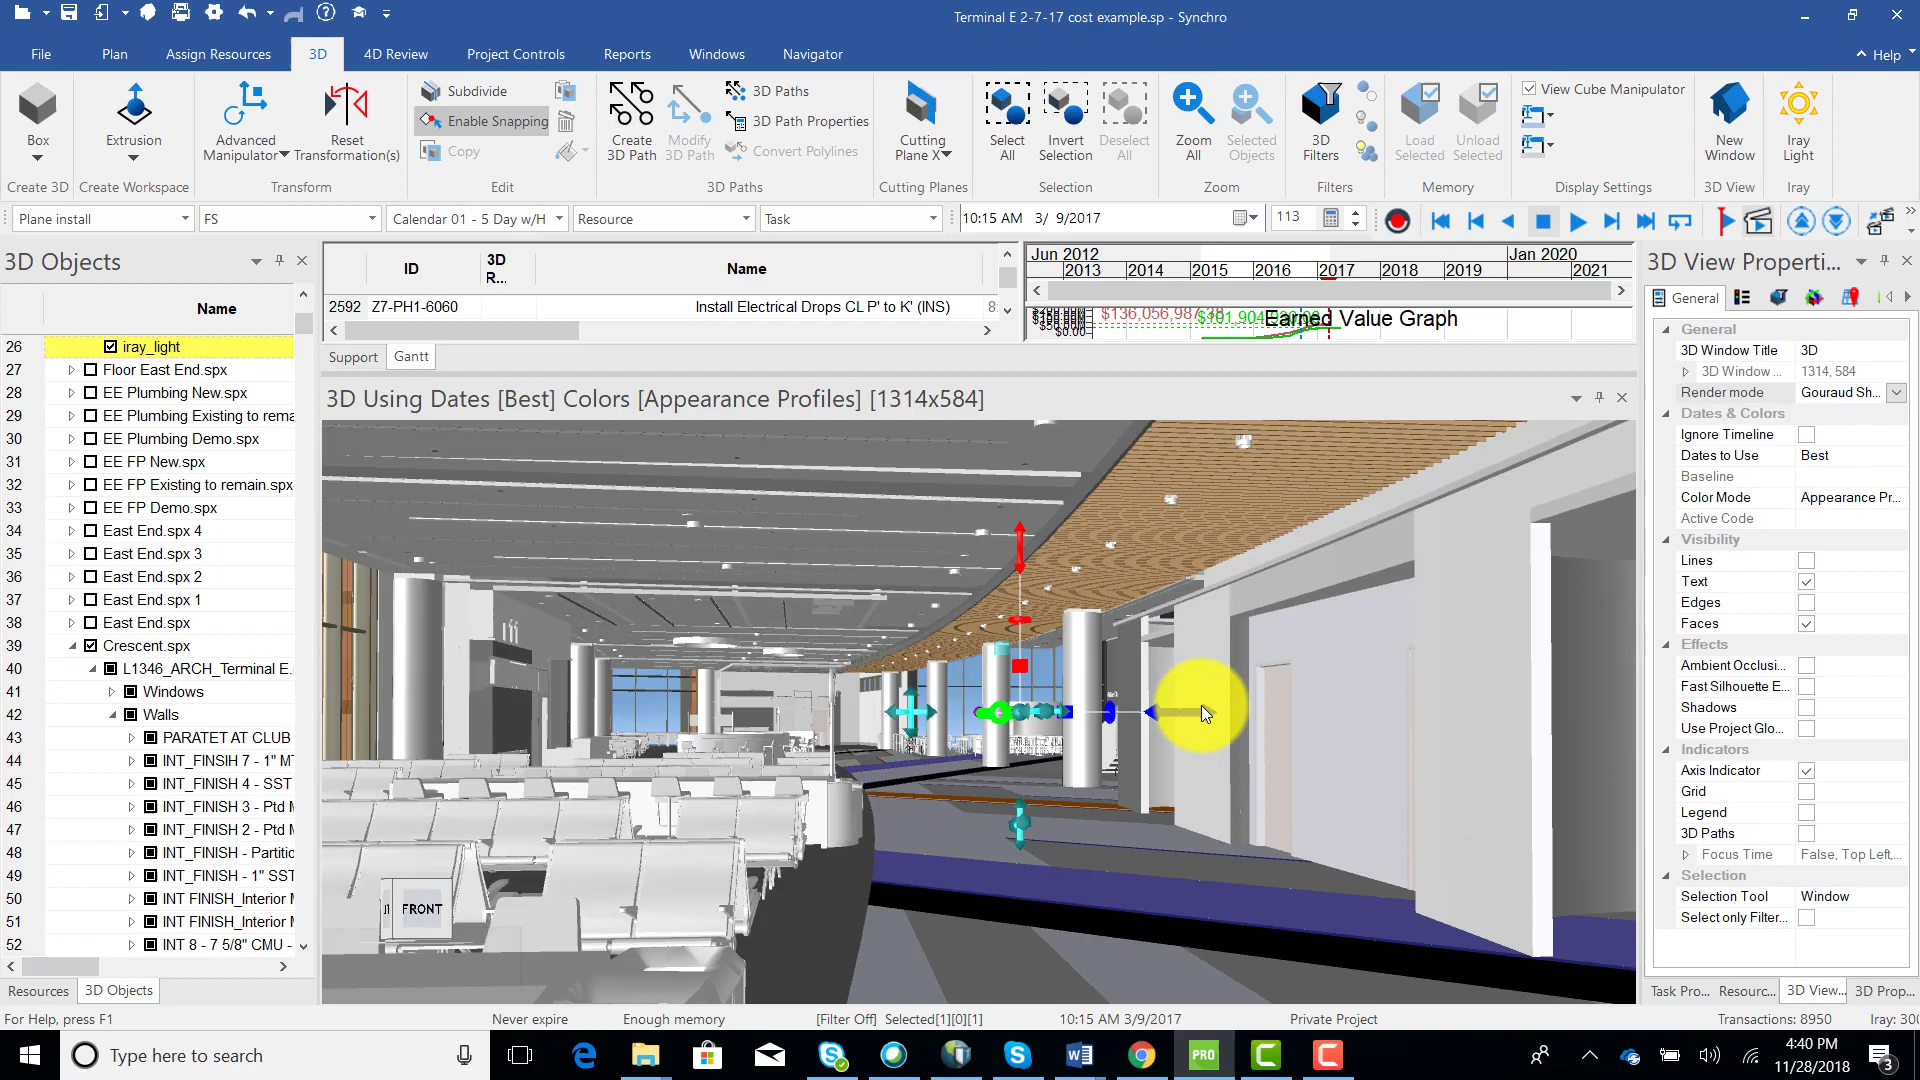 Terminal E 2-7-17 cost example.sp - Synchro
File Plan Assign Resources 3D 4D Review Project Controls Reports Windows Navigator Help
Box
Extrusion
Advanced Manipulator
Reset Transformation(s)
Subdivide
Enable Snapping
Copy
Create 3D Path
Modify 3D Path
3D Paths
3D Path Properties
Convert Polylines
Cutting Plane X
Select All
Invert Selection
Deselect All
Zoom All
Selected Objects
3D Filters
Load Selected
Unload Selected
View Cube Manipulator
New Window
Iray Light
Create 3D Create Workspace Transform Edit 3D Paths Cutting Planes Selection Zoom Filters Memory Display Settings 3D View Iray
Plane install FS Calendar 01 - 5 Day w/H Resource Task 10:15 AM 3/ 9/2017 113
3D Objects
Name
26 iray_light
27 Floor East End.spx
28 EE Plumbing New.spx
29 EE Plumbing Existing to rema
30 EE Plumbing Demo.spx
31 EE FP New.spx
32 EE FP Existing to remain.spx
33 EE FP Demo.spx
34 East End.spx 4
35 East End.spx 3
36 East End.spx 2
37 East End.spx 1
38 East End.spx
39 Crescent.spx
40 L1346_ARCH_Terminal E.
41 Windows
42 Walls
43 PARATET AT CLUB
44 INT_FINSIH 7 - 1" MT
45 INT_FINISH 4 - SST
46 INT_FINISH 3 - Ptd M
47 INT_FINISH 2 - Ptd M
48 INT_FINISH - Partitio
49 INT_FINISH - 1" SST
50 INT FINISH_Interior M
51 INT FINISH_Interior M
52 INT 8 - 7 5/8" CMU -
Resources 3D Objects
ID 3D R... Name
2592 Z7-PH1-6060 Install Electrical Drops CL P' to K' (INS) 8
Support Gantt
Jun 2012 Jan 2020
2013 2014 2015 2016 2017 2018 2019 2021
$50.00M
$0.00
Earned Value Graph
3D Using Dates [Best] Colors [Appearance Profiles] [1314x584]
FRONT
3D View Properti...
General
General
3D Window Title 3D
3D Window ... 1314, 584
Render mode Gouraud Sh...
Dates & Colors
Ignore Timeline
Dates to Use Best
Baseline
Color Mode Appearance Pr...
Active Code
Visibility
Lines
Text
Edges
Faces
Effects
Ambient Occlusi...
Fast Silhouette E...
Shadows
Use Project Glo...
Indicators
Axis Indicator
Grid
Legend
3D Paths
Focus Time False, Top Left,...
Selection
Selection Tool Window
Select only Filter...
Task Pro... Resourc... 3D View... 3D Prop...
For Help, press F1 Never expire Enough memory [Filter Off] Selected[1][0][1] 10:15 AM 3/9/2017 Private Project Transactions: 8950 Iray: 300
Type here to search
PRO
4:40 PM
11/28/2018
3